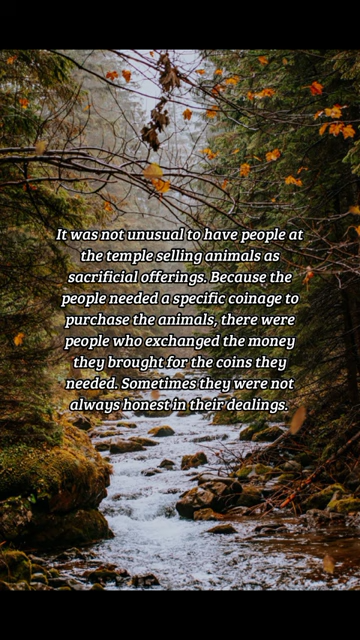 It was not unusual to have people at
the temple selling animals as
sacrificial offerings. Because the
people needed a specific coinage to
purchase the animals, there were
people who exchanged the money
they brought for the coins they
needed. Sometimes they were not
always honest in their dealings.